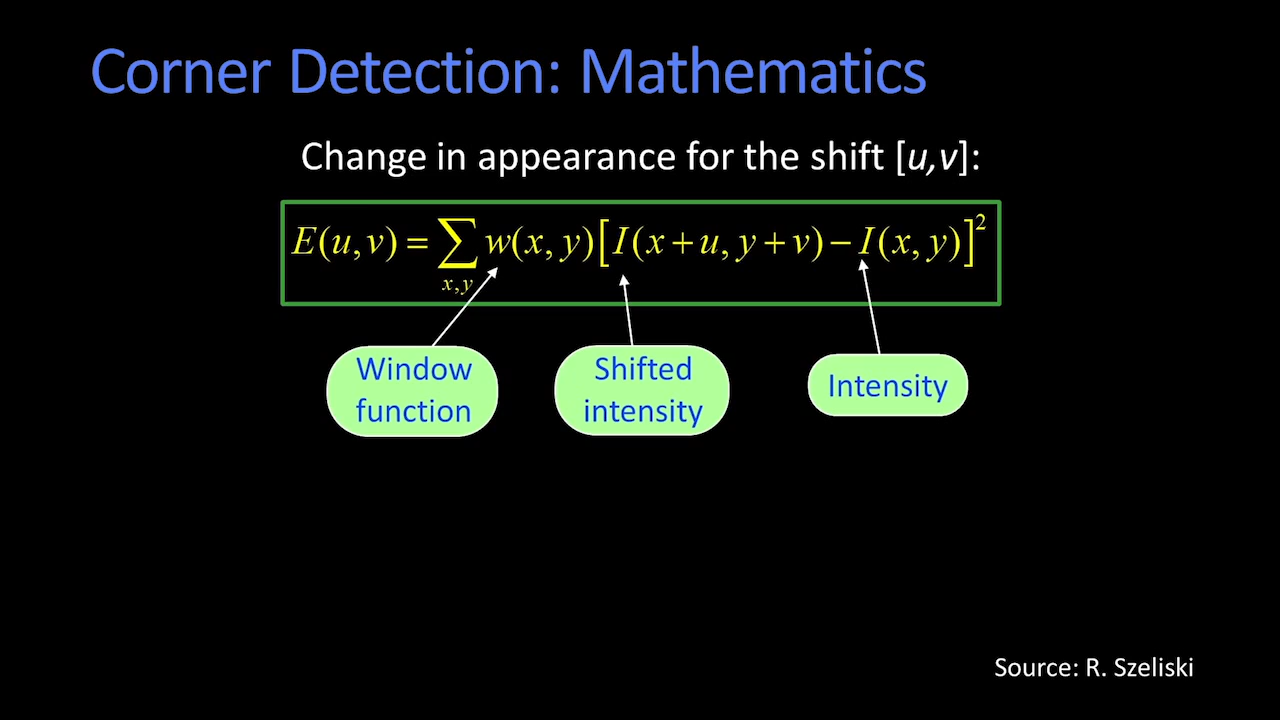 Corner Detection: Mathematics
Change in appearance for the shift [u,v]:
E(u,v) = ∑_{x,y} w(x,y)[I(x+u, y+v) − I(x,y)]²
Window
function
Shifted
intensity
Intensity
Source: R. Szeliski